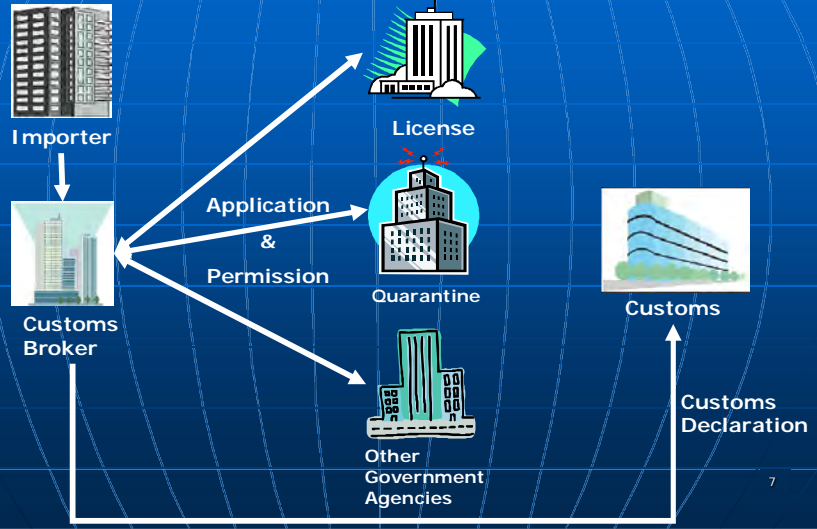 Importer
License
Application
&
Permission
Quarantine
Customs
Broker
Customs
Customs
Declaration
Other
Government
Agencies
7